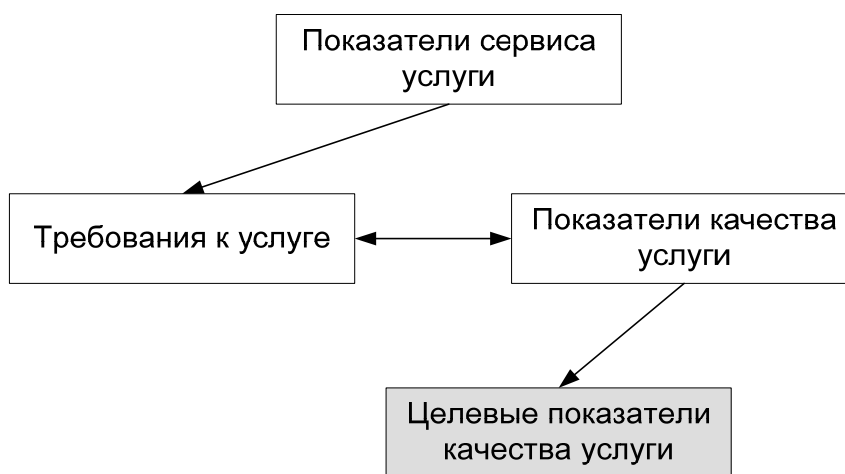 Показатели сервиса
услуги
Требования к услуге
Показатели качества
услуги
Целевые показатели
качества услуги